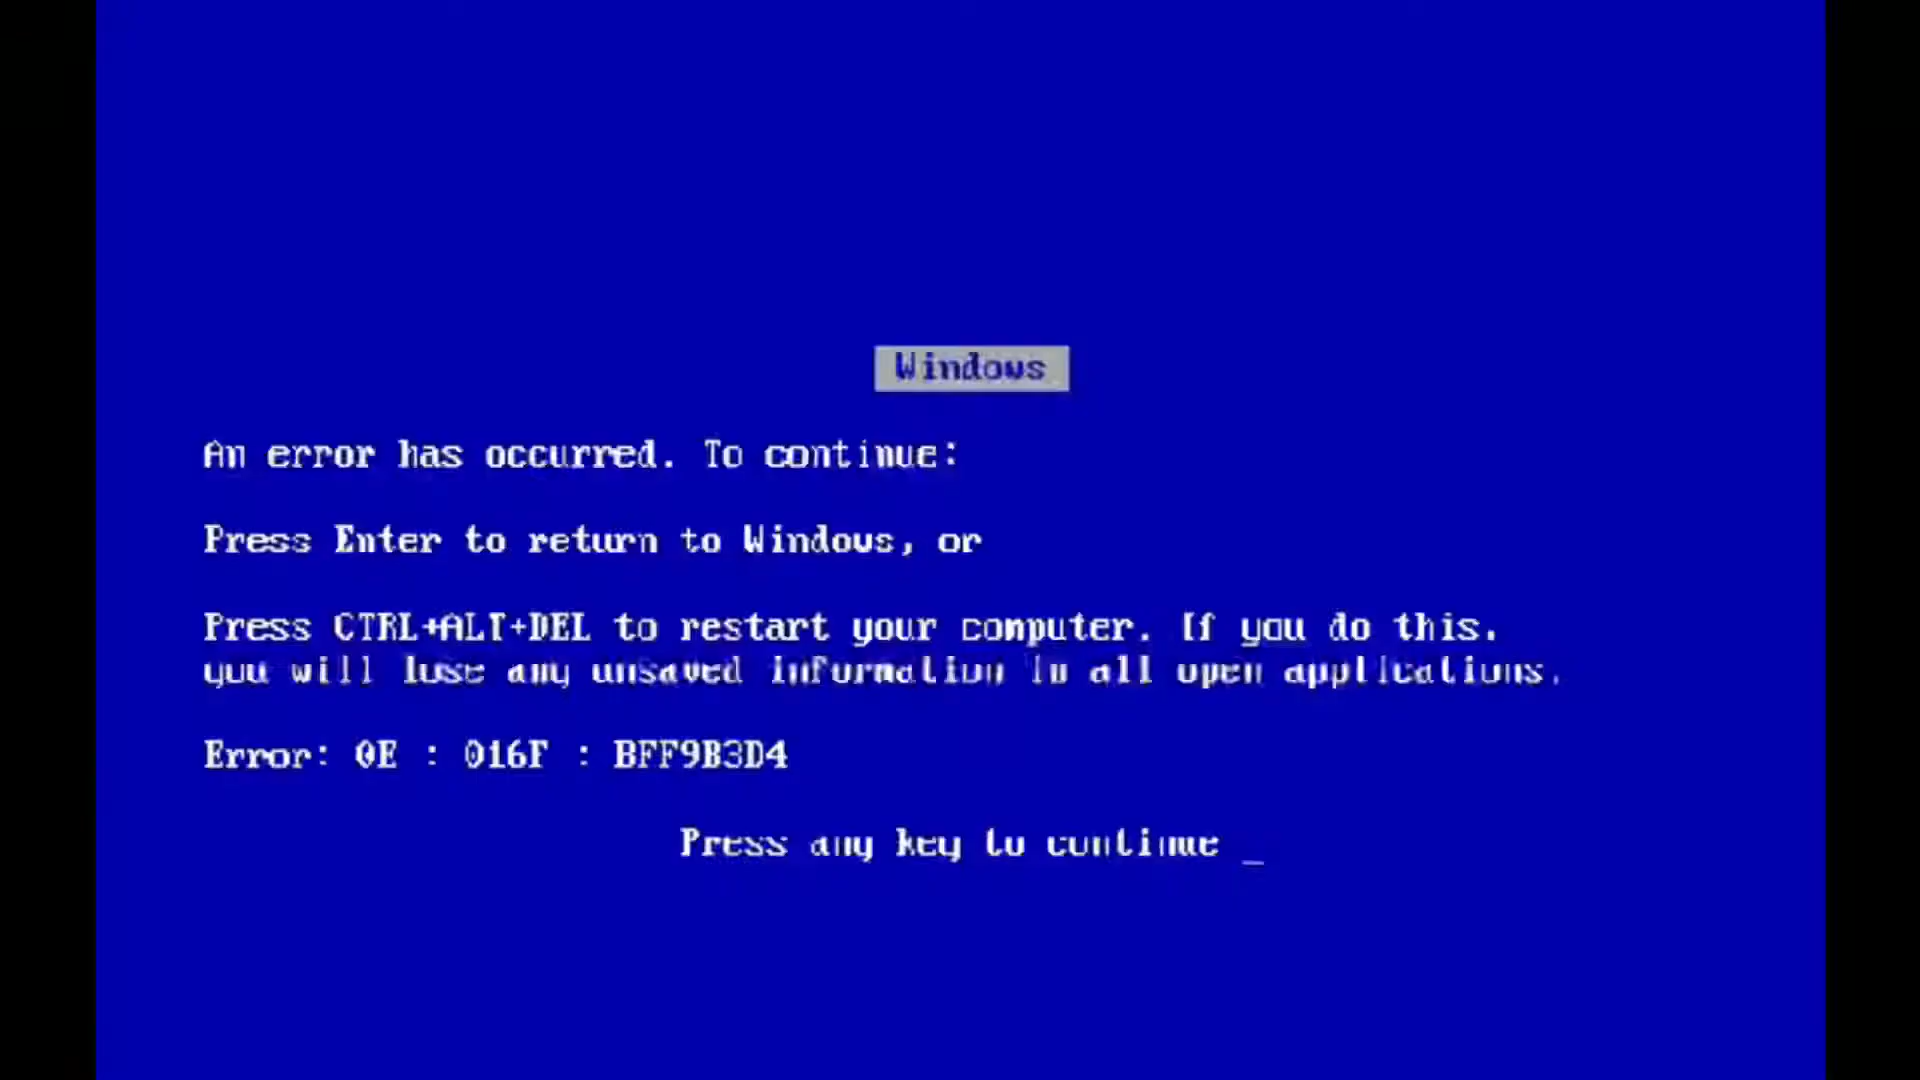 Windows
An error has occurred. To continue:
Press Enter to return to Windows, or
Press CTRL+ALT+DEL to restart your computer. If you do this.
you will lose any unsaved information in all open applications.
Error: 0E : 016F : BFF9B3D4
Press any key to continue _